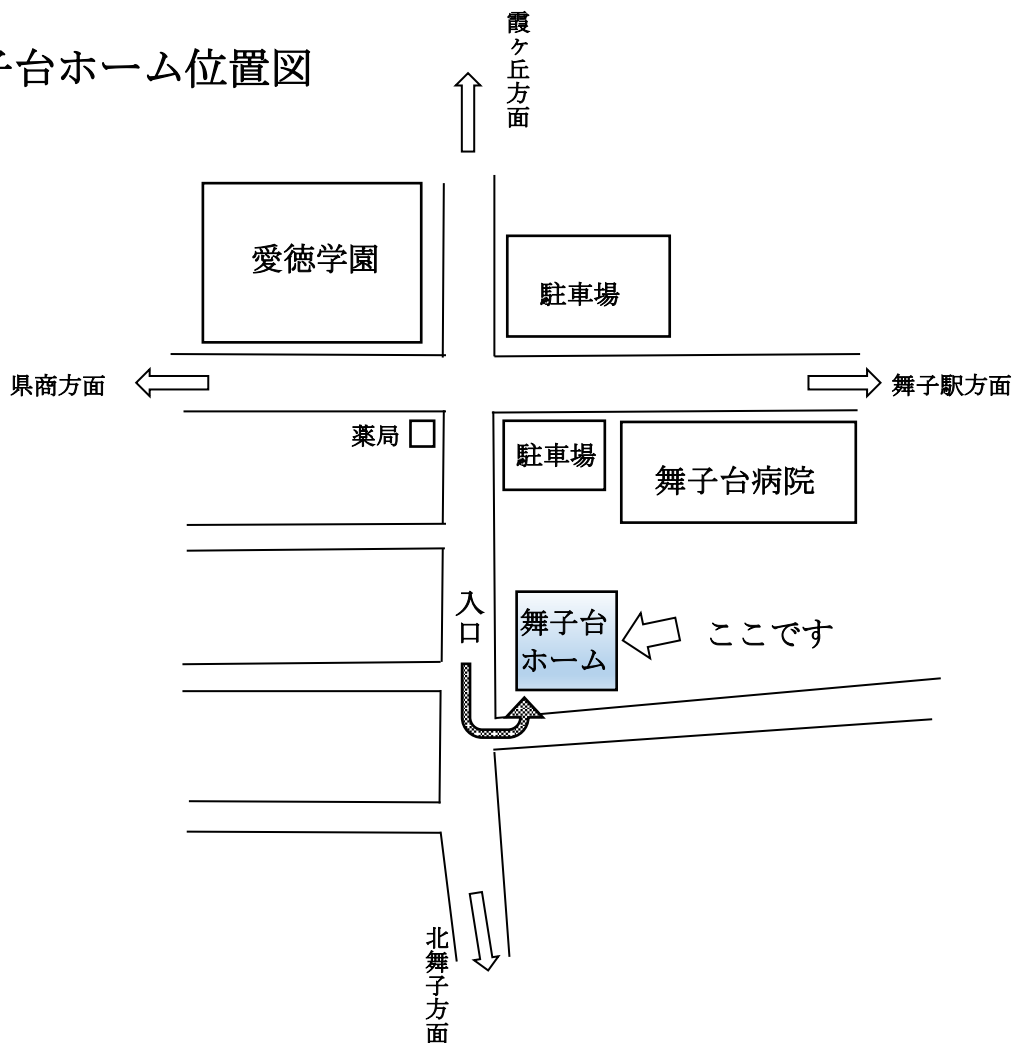 霞ヶ丘方面
子台ホーム位置図
愛徳学園
駐車場
県商方面
舞子駅方面
薬局
駐車場
舞子台病院
入口
舞子台
ホーム
ここです
北舞子方面